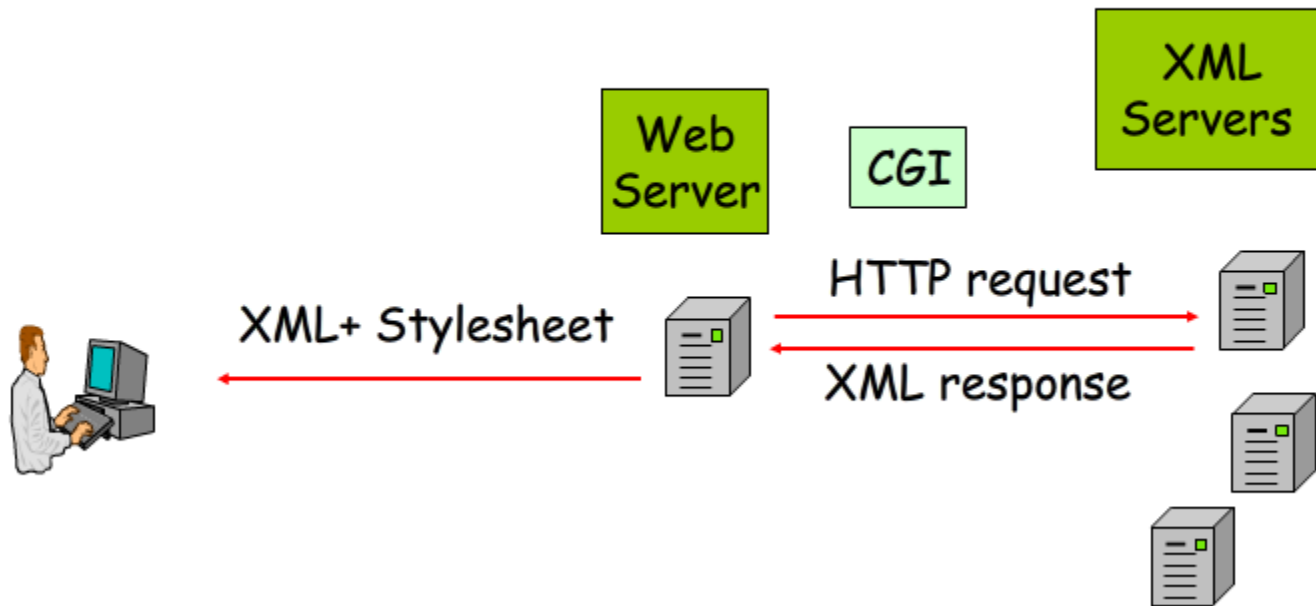 XML
Servers
Web
Server
CGI
HTTP request
XML+ Stylesheet
XML response